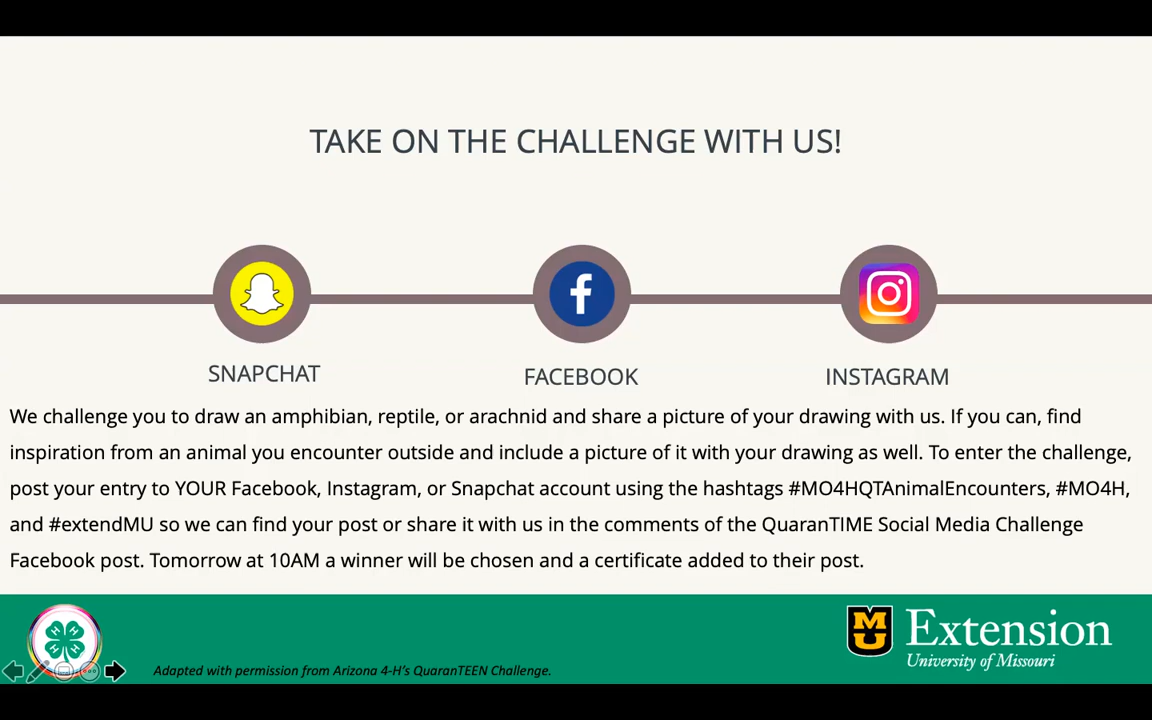 TAKE ON THE CHALLENGE WITH US!
SNAPCHAT
FACEBOOK
INSTAGRAM
We challenge you to draw an amphibian, reptile, or arachnid and share a picture of your drawing with us. If you can, find
inspiration from an animal you encounter outside and include a picture of it with your drawing as well. To enter the challenge,
post your entry to YOUR Facebook, Instagram, or Snapchat account using the hashtags #MO4HQTAnimalEncounters, #MO4H,
and #extendMU so we can find your post or share it with us in the comments of the QuaranTIME Social Media Challenge
Facebook post. Tomorrow at 10AM a winner will be chosen and a certificate added to their post.
H H
H H
Adapted with permission from Arizona 4-H's QuaranTEEN Challenge.
MU
Extension
University of Missouri